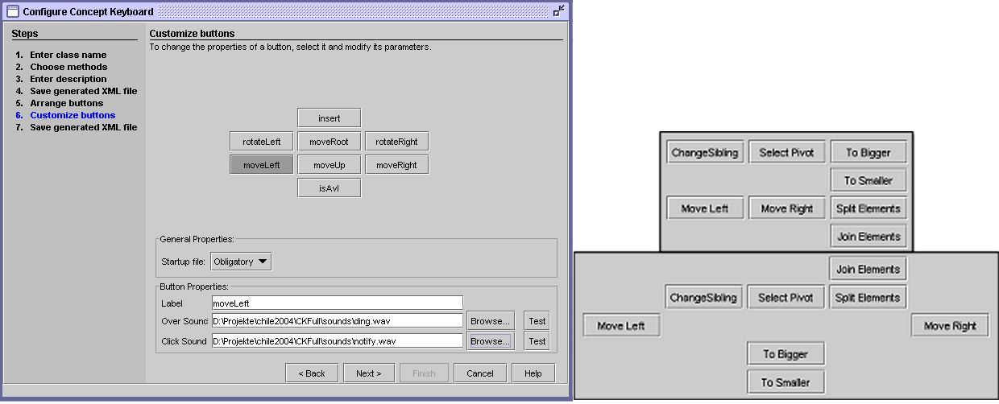 Configure Concept Keyboard
Steps
1. Enter class name
2. Choose methods
3. Enter description
4. Save generated XML file
5. Arrange buttons
6. Customize buttons
7. Save generated XML file
Customize buttons
To change the properties of a button, select it and modify its parameters.
insert
rotateLeft moveRoot rotateRight
moveLeft moveUp moveRight
isAvl
General Properties:
Startup file: Obligatory
Button Properties:
Label moveLeft
Over Sound D:\Projekte\chile2004\CKFull\sounds\ding.wav Browse... Test
Click Sound D:\Projekte\chile2004\CKFull\sounds\notify.wav Browse... Test
< Back Next > Finish Cancel Help
ChangeSibling Select Pivot To Bigger
To Smaller
Move Left Move Right Split Elements
Join Elements
Join Elements
ChangeSibling Select Pivot Split Elements
Move Left Move Right
To Bigger
To Smaller